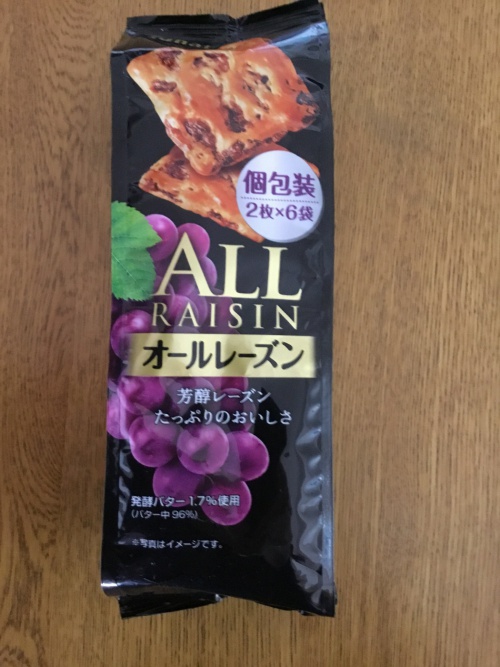 個包装
2枚×6袋
ALL
RAISIN
オールレーズン
芳醇レーズン
たっぷりのおいしさ
発酵バター1.7%使用
(バター中96%)
※写真はイメージです。